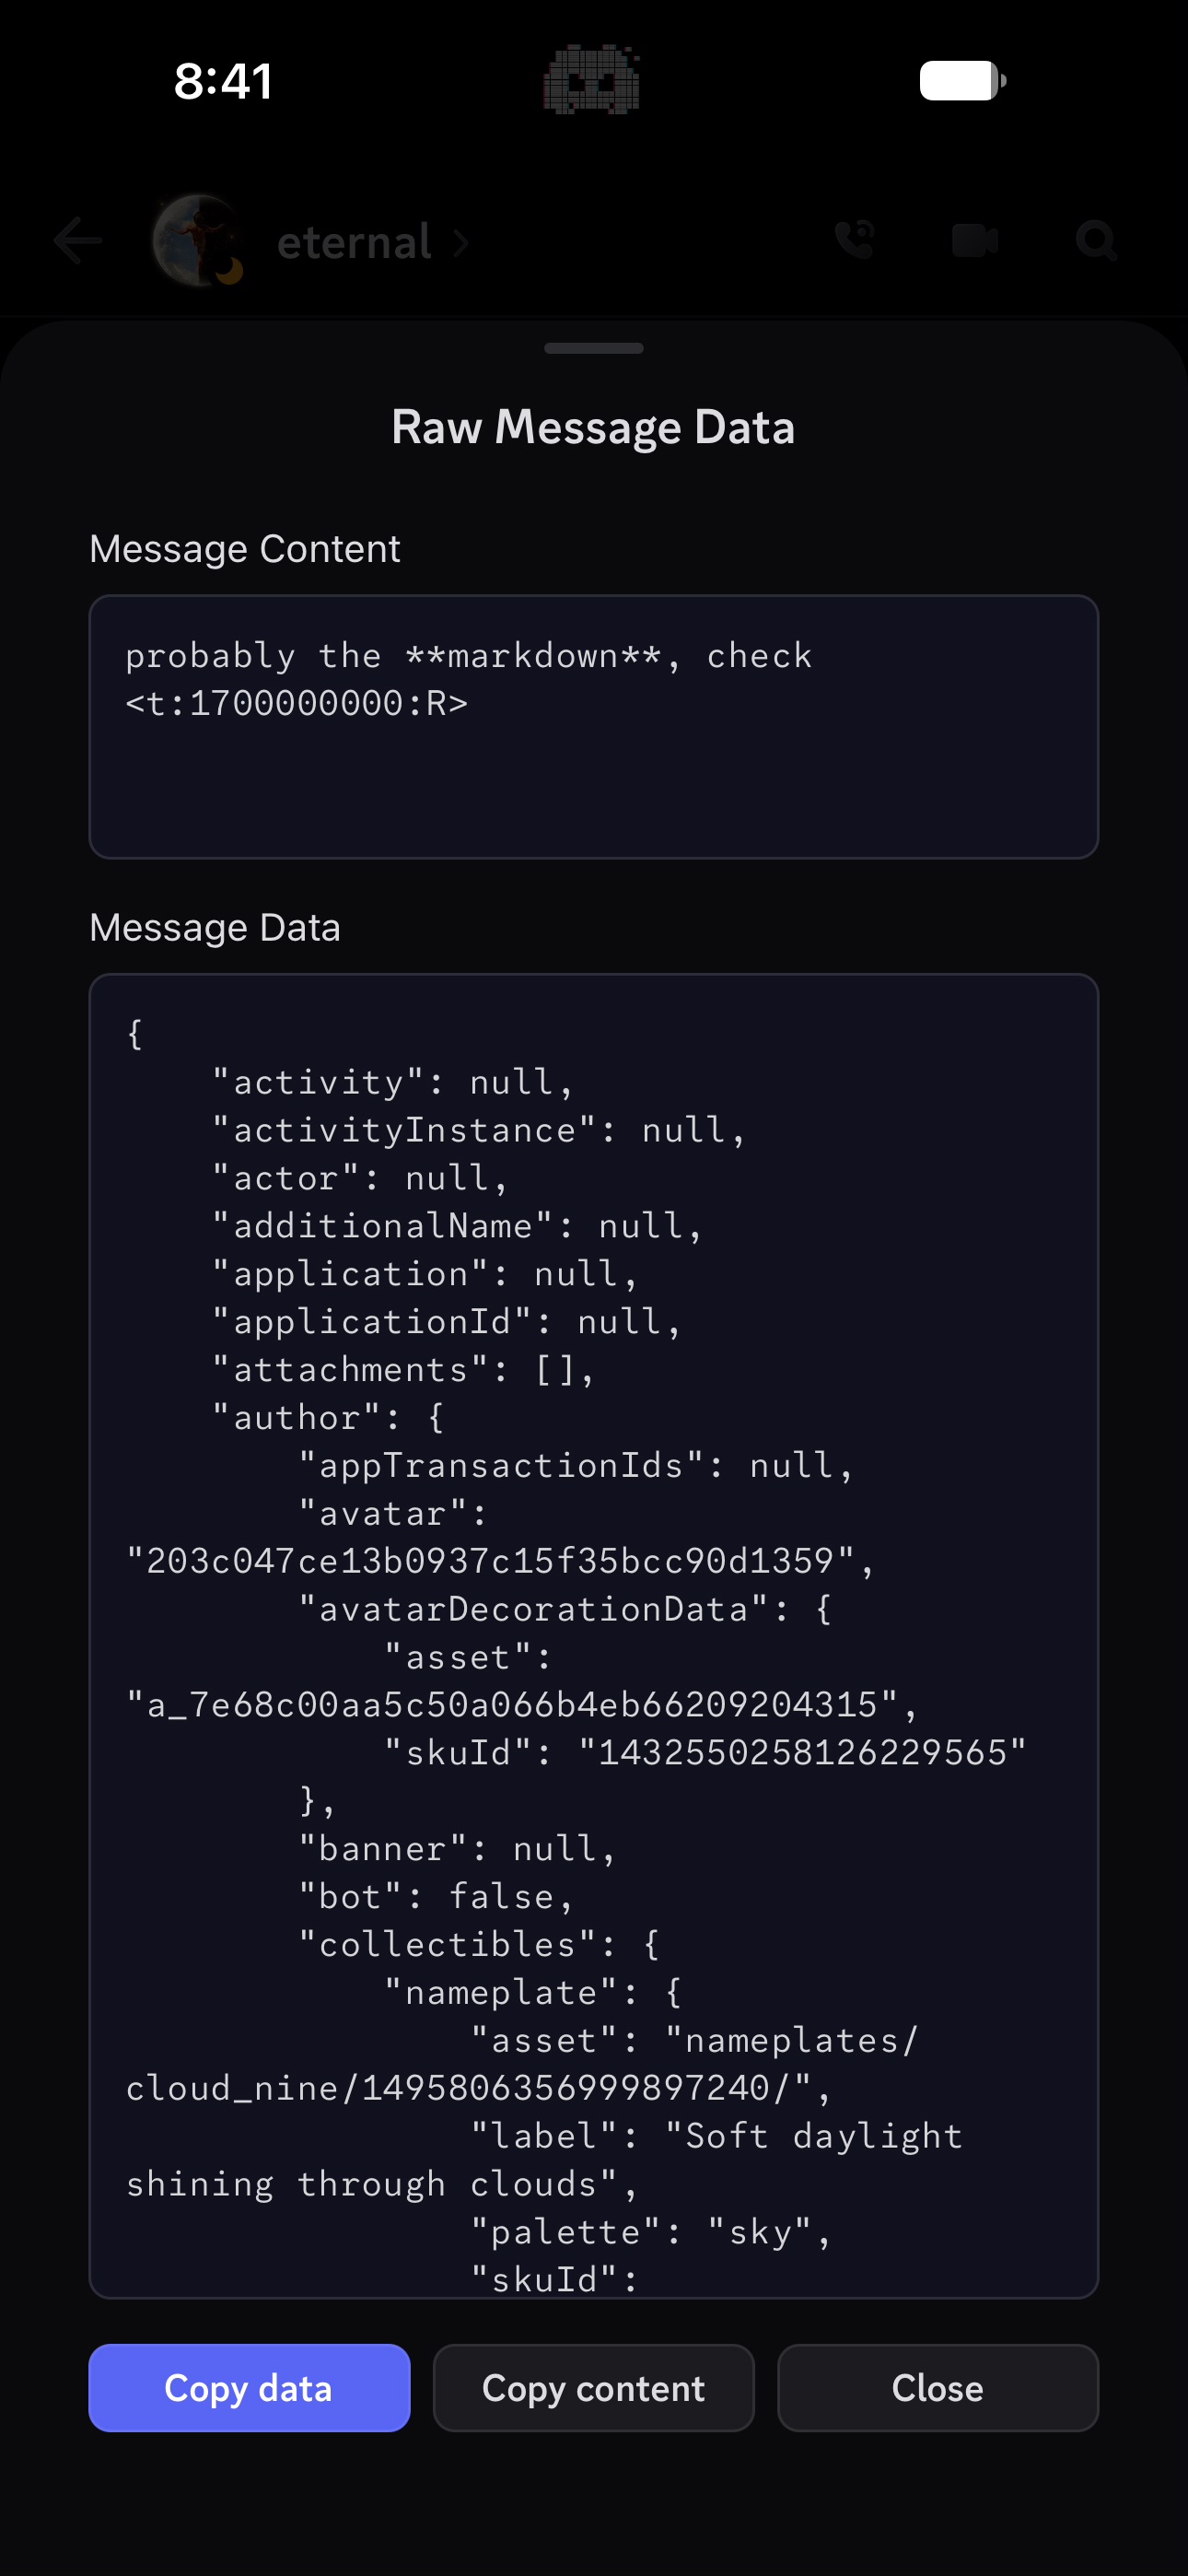 8:41
eternal
Raw Message Data
Message Content
probably the **markdown**, check
<t:1700000000:R>
Message Data
{
    "activity": null,
    "activityInstance": null,
    "actor": null,
    "additionalName": null,
    "application": null,
    "applicationId": null,
    "attachments": [],
    "author": {
        "appTransactionIds": null,
        "avatar":
"203c047ce13b0937c15f35bcc90d1359",
        "avatarDecorationData": {
            "asset":
"a_7e68c00aa5c50a066b4eb66209204315",
            "skuId": "1432550258126229565"
        },
        "banner": null,
        "bot": false,
        "collectibles": {
            "nameplate": {
                "asset": "nameplates/
cloud_nine/1495806356999897240/",
                "label": "Soft daylight
shining through clouds",
                "palette": "sky",
                "skuId":
Copy data
Copy content
Close